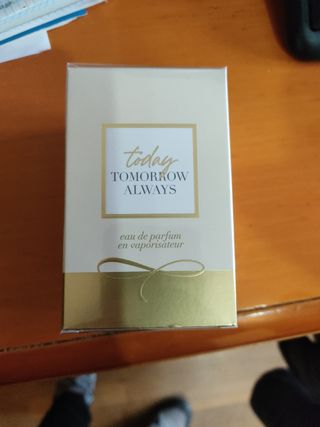 today
TOMORROW
ALWAYS
eau de parfum
en vaporisateur